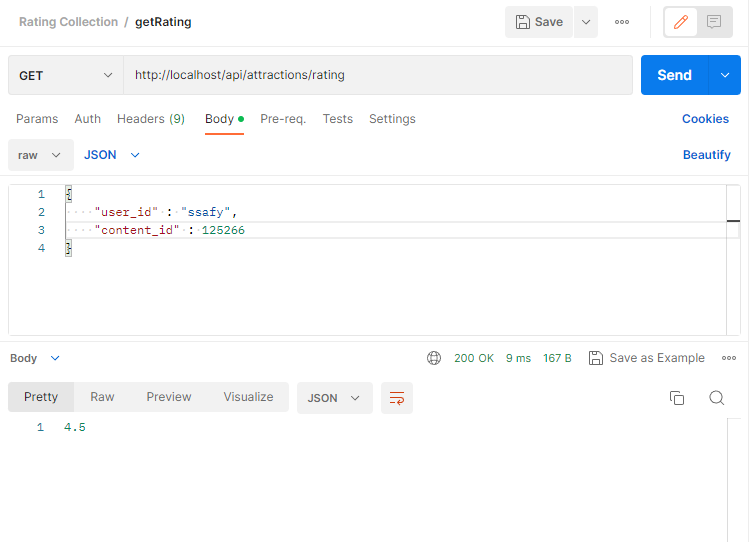 Rating Collection / getRating Save
GET http://localhost/api/attractions/rating Send
Params Auth Headers (9) Body Pre-req. Tests Settings Cookies
raw JSON Beautify
1 {
2 "user_id" : "ssafy",
3 "content_id" : 125266
4 }
Body 200 OK 9 ms 167 B Save as Example
Pretty Raw Preview Visualize JSON
1 4.5